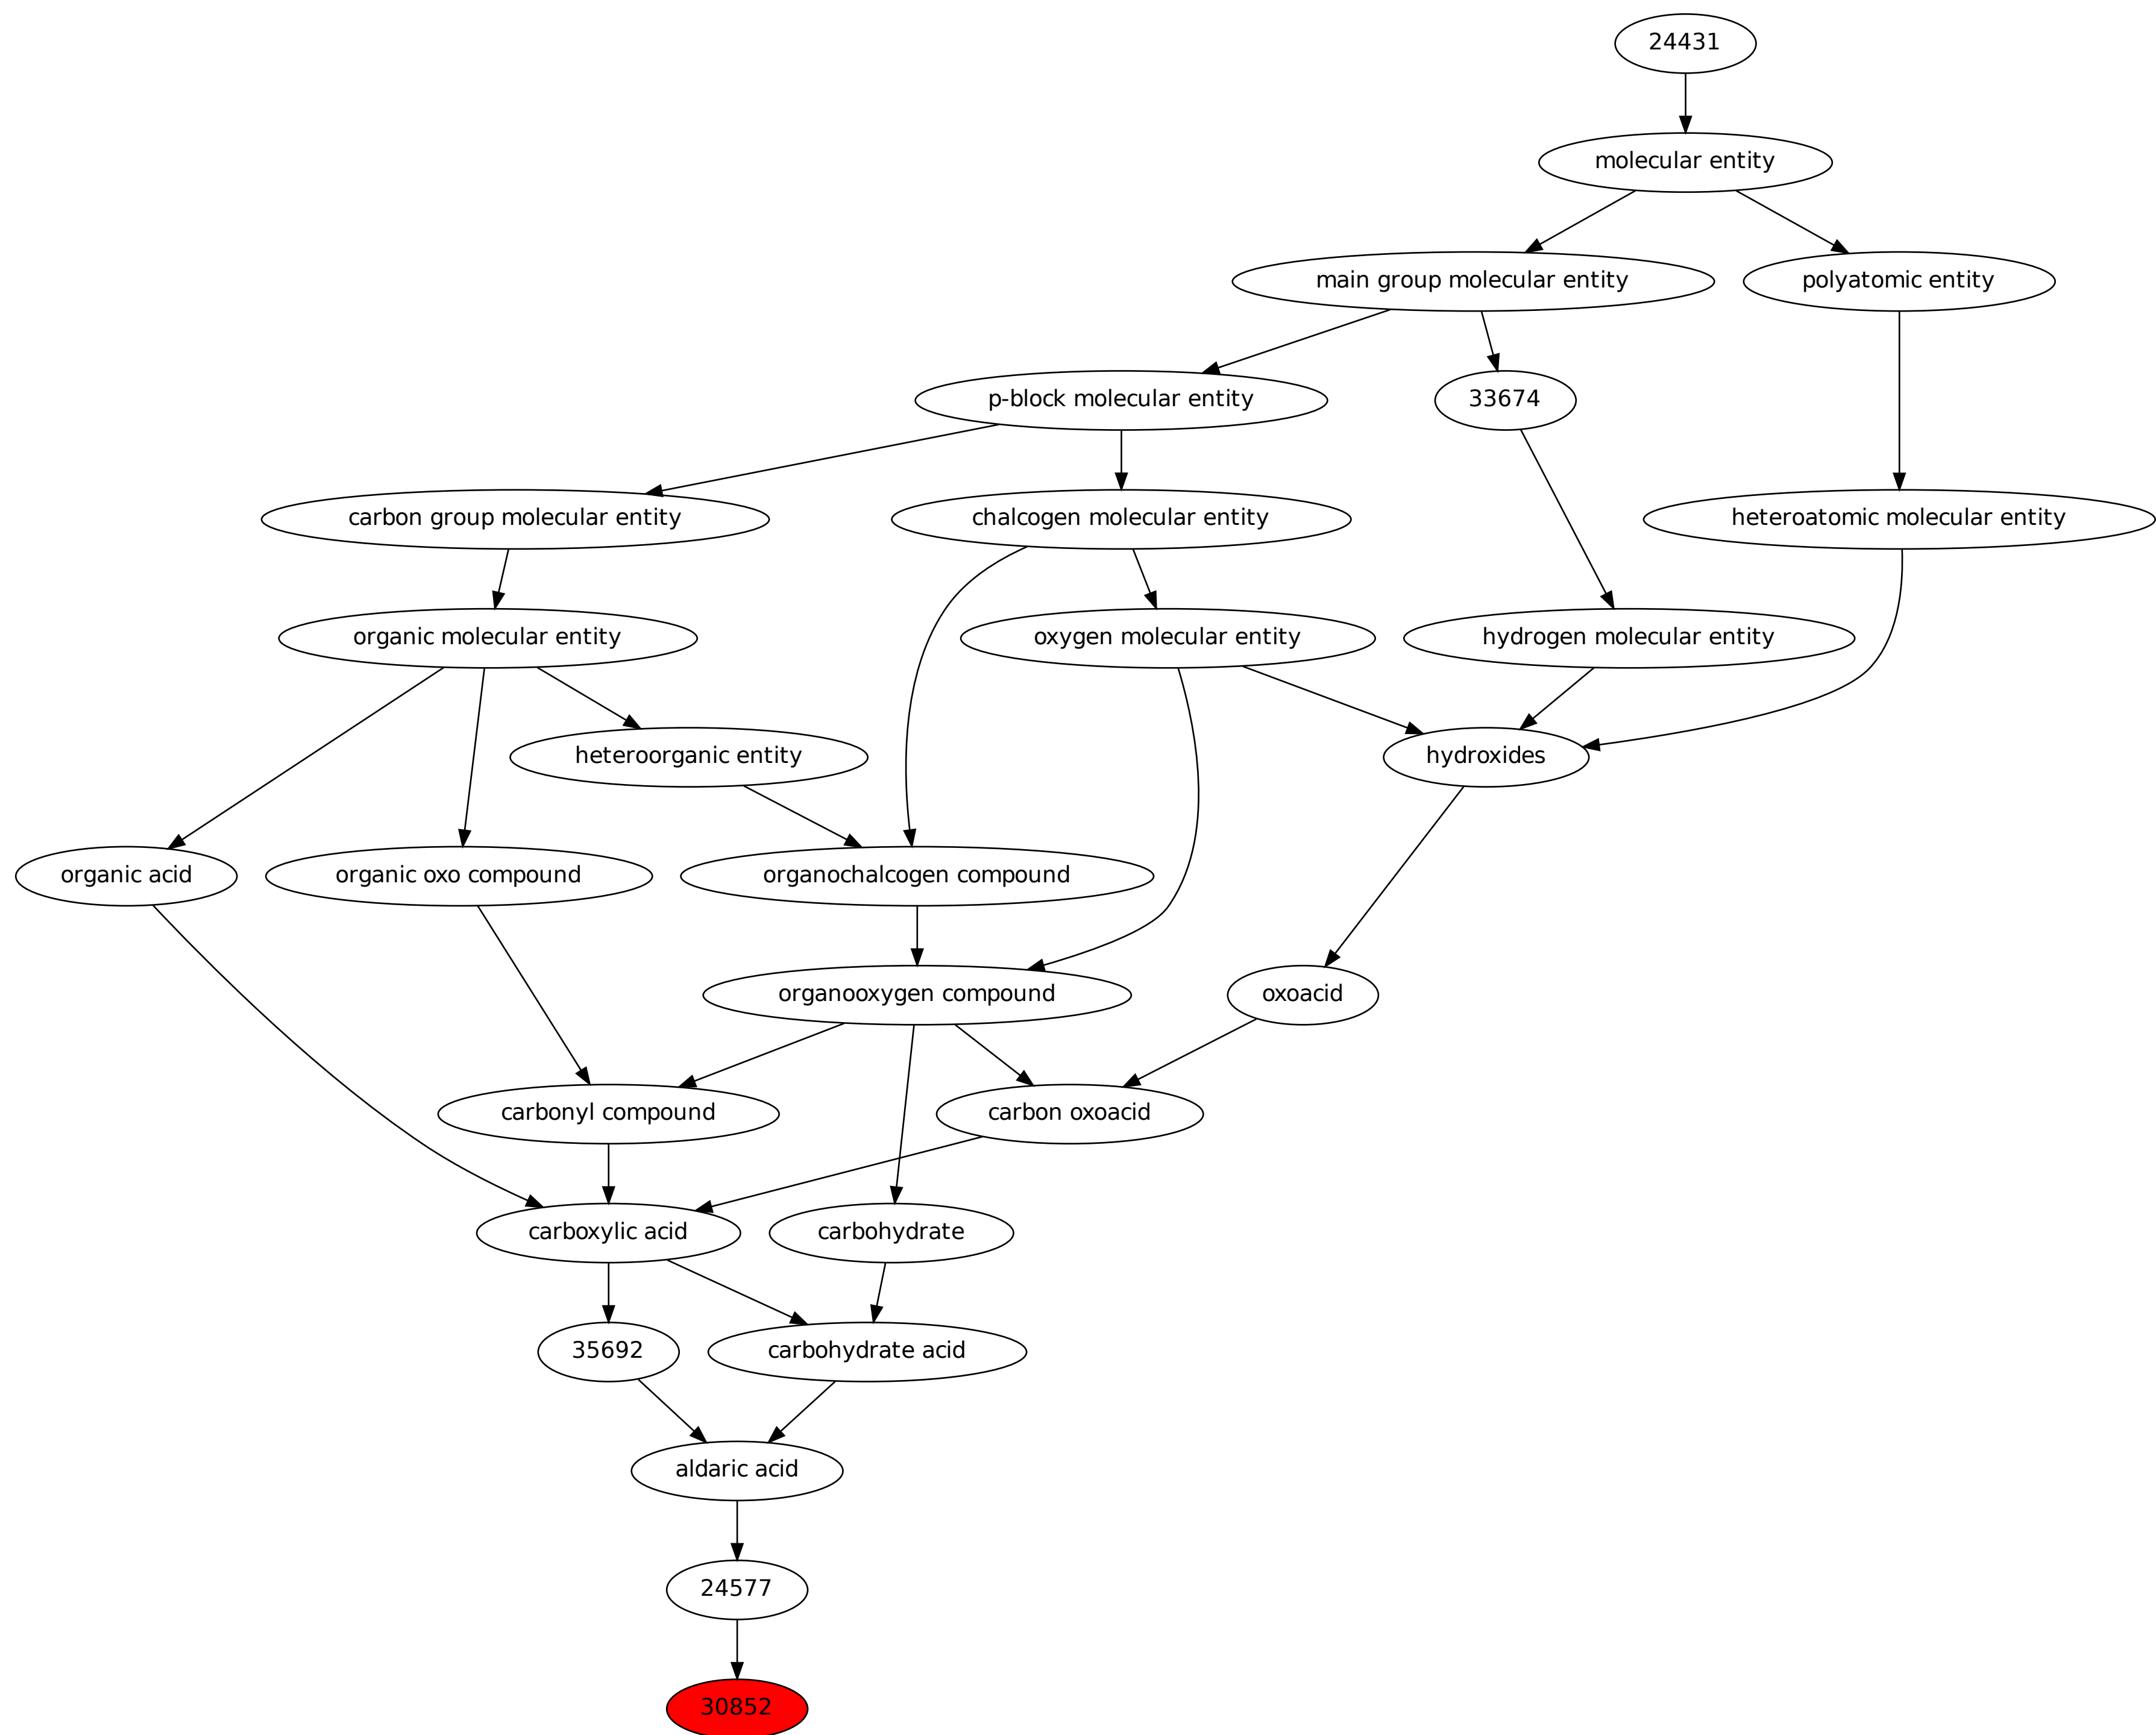 24431
molecular entity
main group molecular entity
polyatomic entity
p-block molecular entity
33674
carbon group molecular entity
chalcogen molecular entity
heteroatomic molecular entity
organic molecular entity
oxygen molecular entity
hydrogen molecular entity
heteroorganic entity
hydroxides
organic acid
organic oxo compound
organochalcogen compound
organooxygen compound
oxoacid
carbonyl compound
carbon oxoacid
carboxylic acid
carbohydrate
35692
carbohydrate acid
aldaric acid
24577
30852